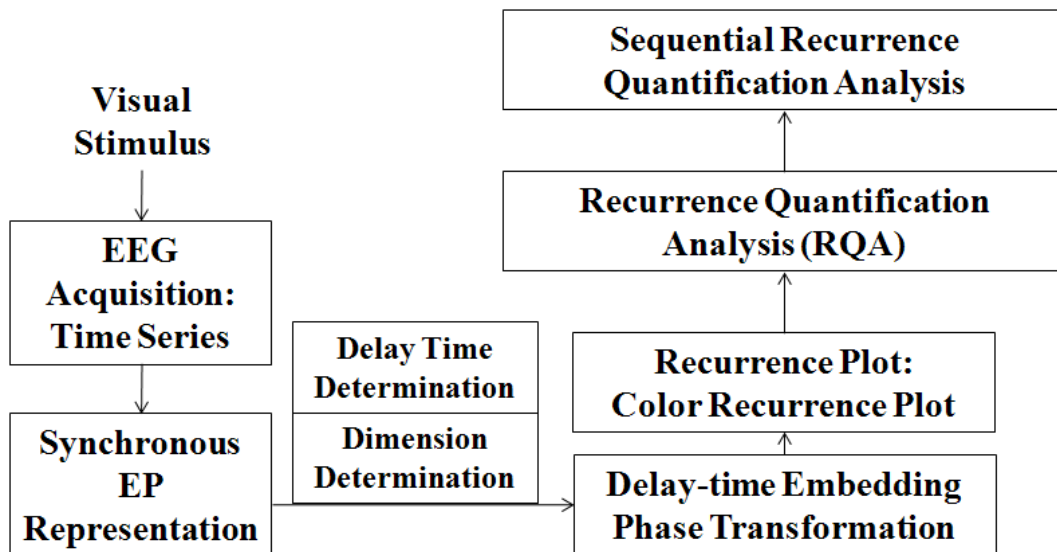 Visual
Stimulus
EEG
Acquisition:
Time Series
Synchronous
EP
Representation
Delay Time
Determination
Dimension
Determination
Delay-time Embedding
Phase Transformation
Recurrence Plot:
Color Recurrence Plot
Recurrence Quantification
Analysis (RQA)
Sequential Recurrence
Quantification Analysis